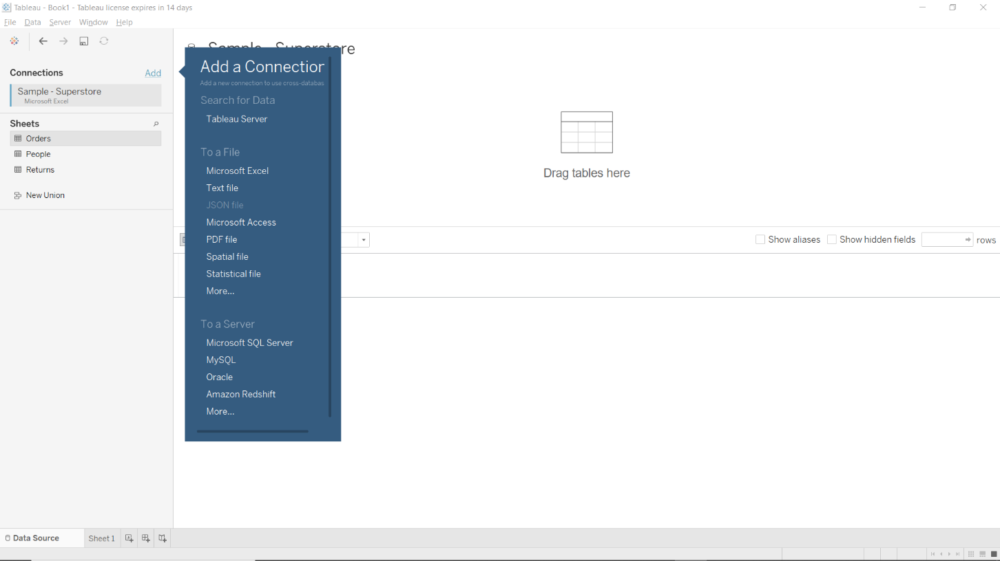 Tableau - Book1 - Tableau license expires in 14 days
File Data Server Window Help
Connections Add
Sample - Superstore
Microsoft Excel
Sheets
Orders
People
Returns
New Union
Sample - Superstore
Add a Connection
Add a new connection to use cross-databas
Search for Data
Tableau Server
To a File
Microsoft Excel
Text file
JSON file
Microsoft Access
PDF file
Spatial file
Statistical file
More...
To a Server
Microsoft SQL Server
MySQL
Oracle
Amazon Redshift
More...
Drag tables here
Show aliases Show hidden fields rows
Data Source Sheet 1